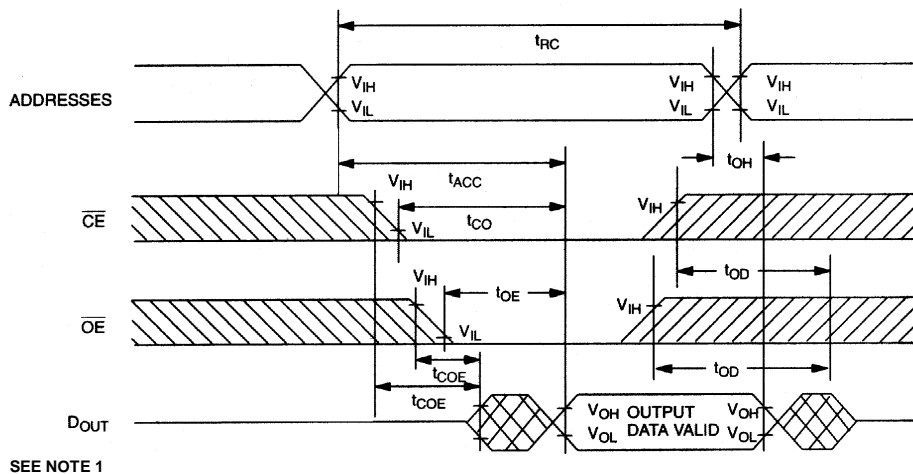 tRC
ADDRESSES
VIH
VIL
VIH
VIL
VIH
VIL
tOH
tACC
CE
VIH
VIL
tCO
VIH
tOD
OE
VIH
VIL
tOE
VIH
tOD
tCOE
tCOE
DOUT
VOH OUTPUT VOH
VOL DATA VALID VOL
SEE NOTE 1